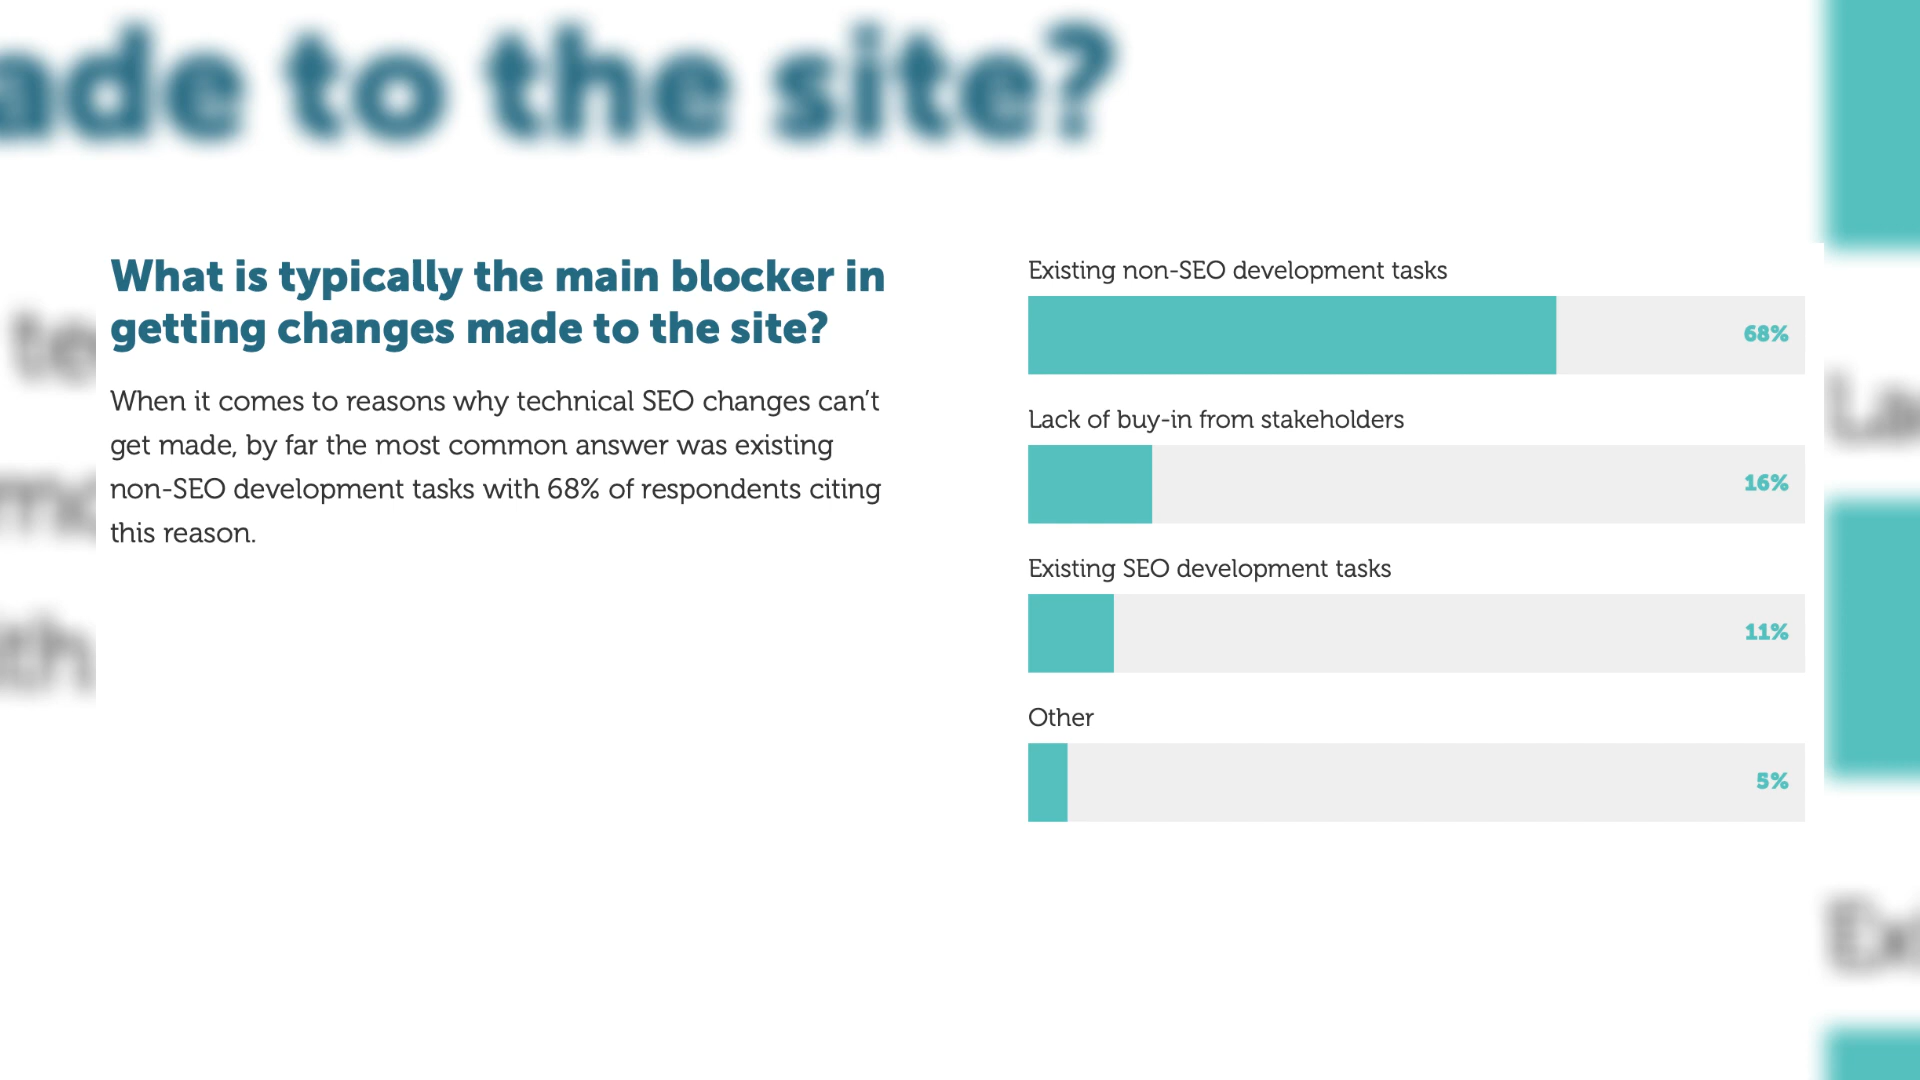 ade to the site?
What is typically the main blocker in
getting changes made to the site?
When it comes to reasons why technical SEO changes can't
get made, by far the most common answer was existing
non-SEO development tasks with 68% of respondents citing
this reason.
Existing non-SEO development tasks
68%
Lack of buy-in from stakeholders
16%
Existing SEO development tasks
11%
Other
5%